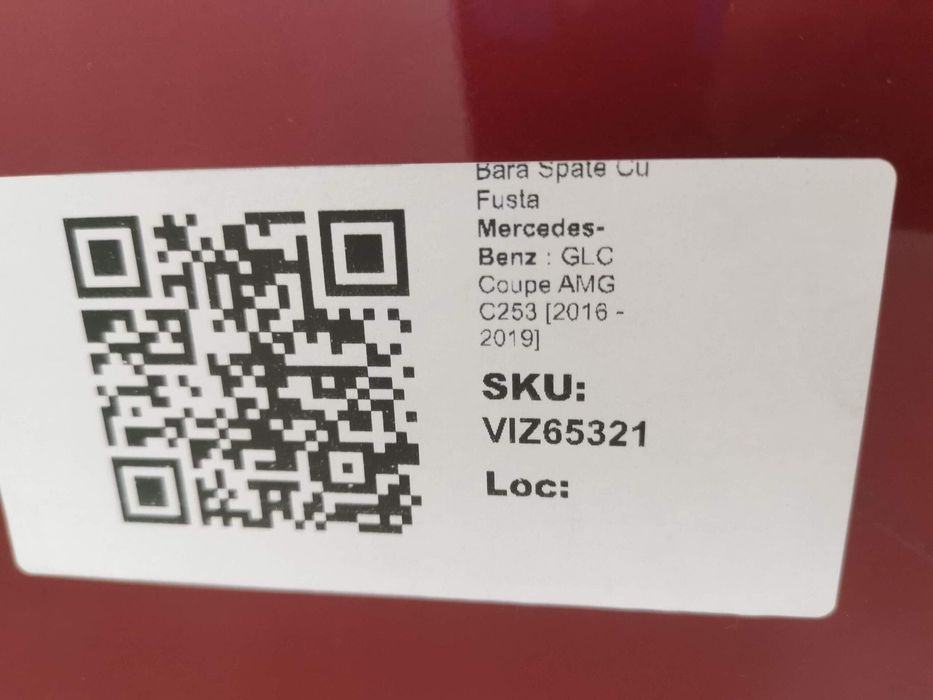 Bara Spate Cu
Fusta
Mercedes-
Benz : GLC
Coupe AMG
C253 [2016 -
2019]
SKU:
VIZ65321
Loc: